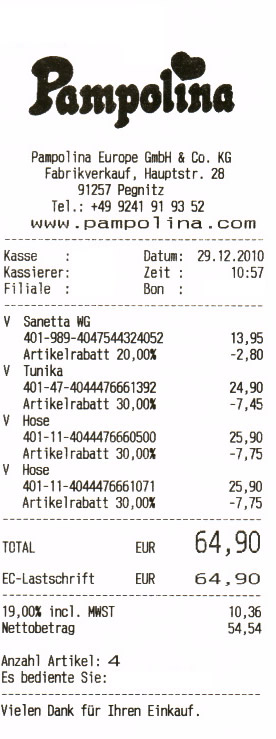 Pampolina
Pampolina Europe GmbH & Co. KG
Fabrikverkauf, Hauptstr. 28
91257 Pegnitz
Tel.: +49 9241 91 93 52
www.pampolina.com
Kasse : Datum: 29.12.2010
Kassierer: Zeit : 10:57
Filiale : Bon :
V Sanetta WG
401-989-4047544324052 13,95
Artikelrabatt 20,00% -2,80
V Tunika
401-47-4044476661392 24,90
Artikelrabatt 30,00% -7,45
V Hose
401-11-4044476660500 25,90
Artikelrabatt 30,00% -7,75
V Hose
401-11-4044476661071 25,90
Artikelrabatt 30,00% -7,75
TOTAL EUR 64,90
EC-Lastschrift EUR 64,90
19,00% incl. MWST 10,36
Nettobetrag 54,54
Anzahl Artikel: 4
Es bediente Sie:
Vielen Dank für Ihren Einkauf.